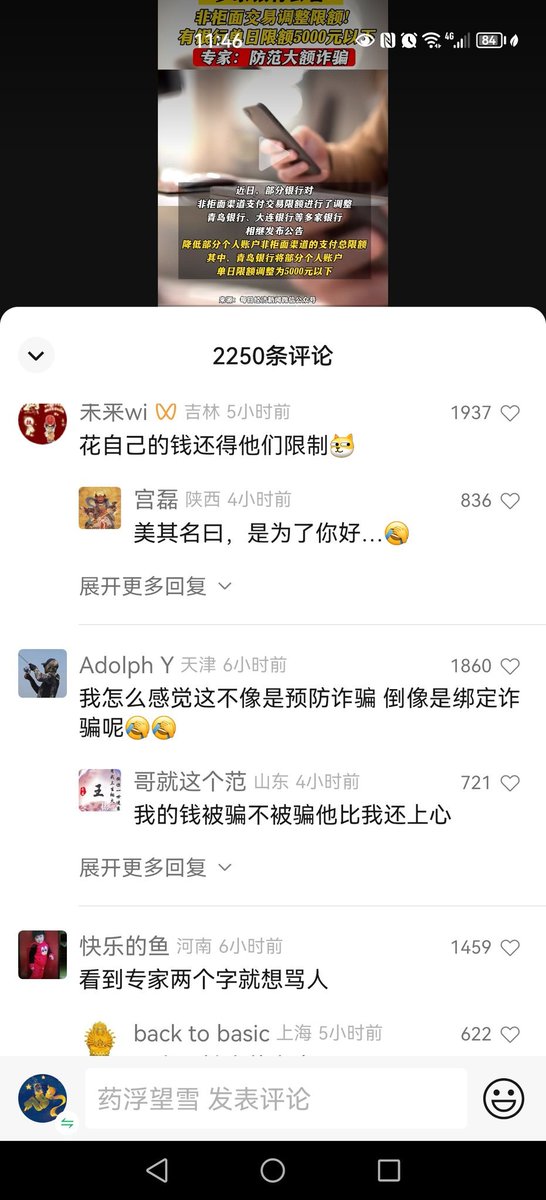 非柜面交易调整限额!
11:46
有银行单日限额5000元以下
4G
84
专家：防范大额诈骗
近日，部分银行对
非柜面渠道支付交易限额进行了调整
青岛银行、大连银行等多家银行
相继发布公告
降低部分个人账户非柜面渠道的支付总限额
其中、青岛银行将部分个人账户
单日限额调整为5000元以下
来源：每日经济新闻微信公众号
2250条评论
未来wi 吉林 5小时前 1937
花自己的钱还得他们限制
宫磊 陕西 4小时前 836
美其名曰，是为了你好...
展开更多回复
Adolph Y 天津 6小时前 1860
我怎么感觉这不像是预防诈骗 倒像是绑定诈
骗呢
哥就这个范 山东 4小时前 721
王
我的钱被骗不被骗他比我还上心
展开更多回复
快乐的鱼 河南 6小时前 1459
看到专家两个字就想骂人
back to basic 上海 5小时前 622
药浮望雪 发表评论